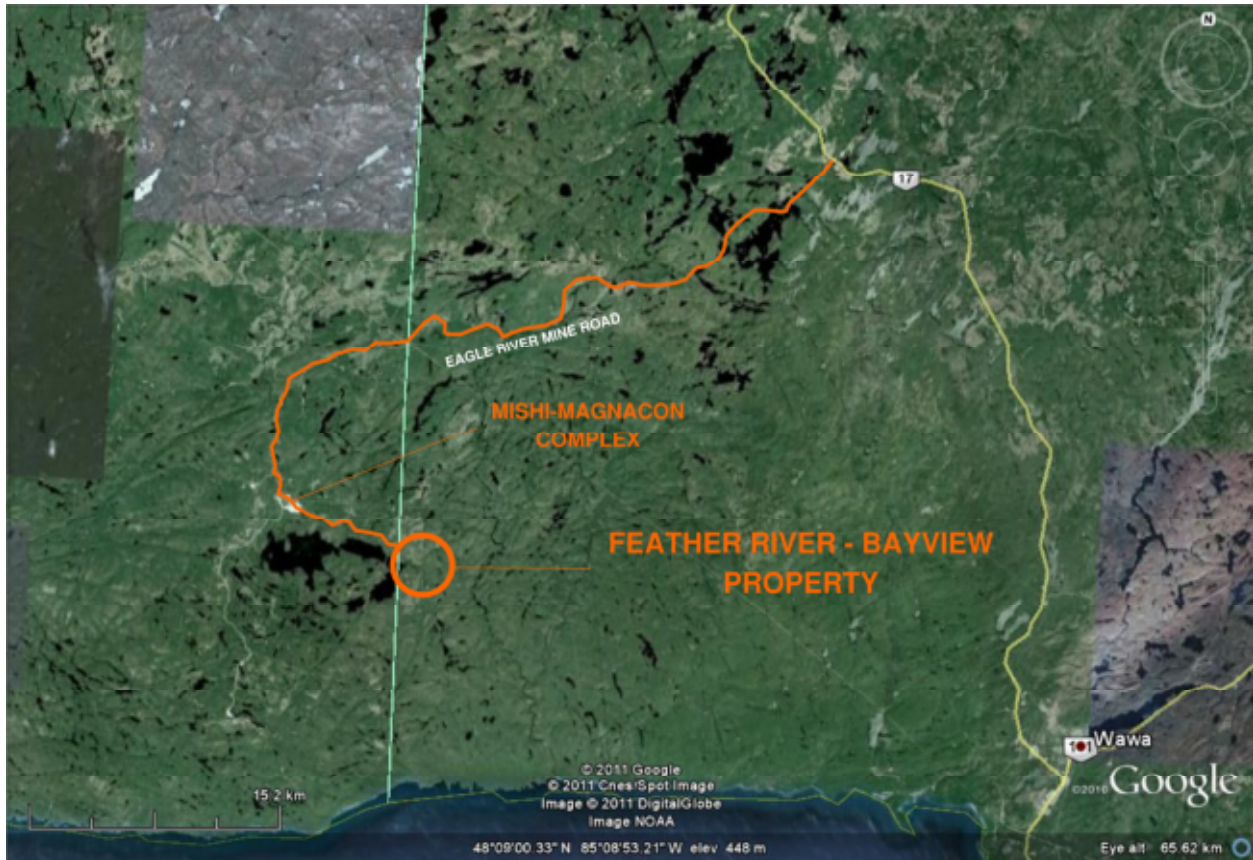 N
17
EAGLE RIVER MINE ROAD
MISHI-MAGNACON
COMPLEX
FEATHER RIVER - BAYVIEW
PROPERTY
101
Wawa
© 2011 Google
© 2011 Cnes/Spot Image
Image © 2011 DigitalGlobe
Image NOAA
15.2 km
©2010 Google
48°09'00.33" N 85°08'53.21" W elev 448 m
Eye alt 65.62 km